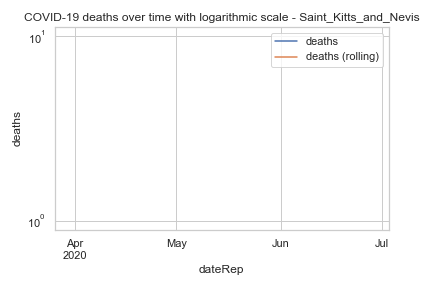 COVID-19 deaths over time with logarithmic scale - Saint_Kitts_and_Nevis
10¹
deaths
deaths (rolling)
deaths
10⁰
Apr
2020
May
Jun
Jul
dateRep